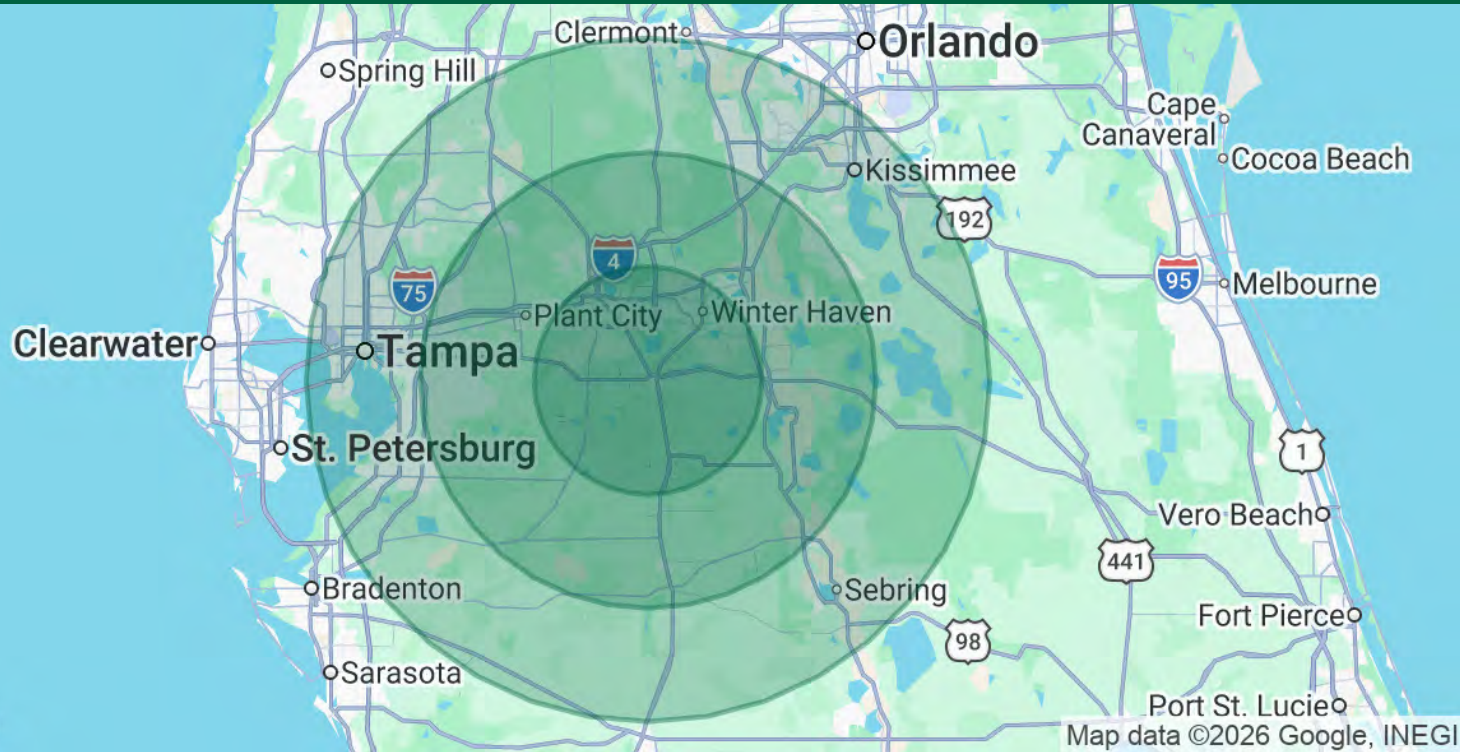 Clermont
Orlando
Spring Hill
Cape
Canaveral
Cocoa Beach
Kissimmee
192
4
75
95
Melbourne
Plant City
Winter Haven
Clearwater
Tampa
St. Petersburg
1
Vero Beach
441
Bradenton
Sebring
Fort Pierce
98
Sarasota
Port St. Lucie
Map data ©2026 Google, INEGI